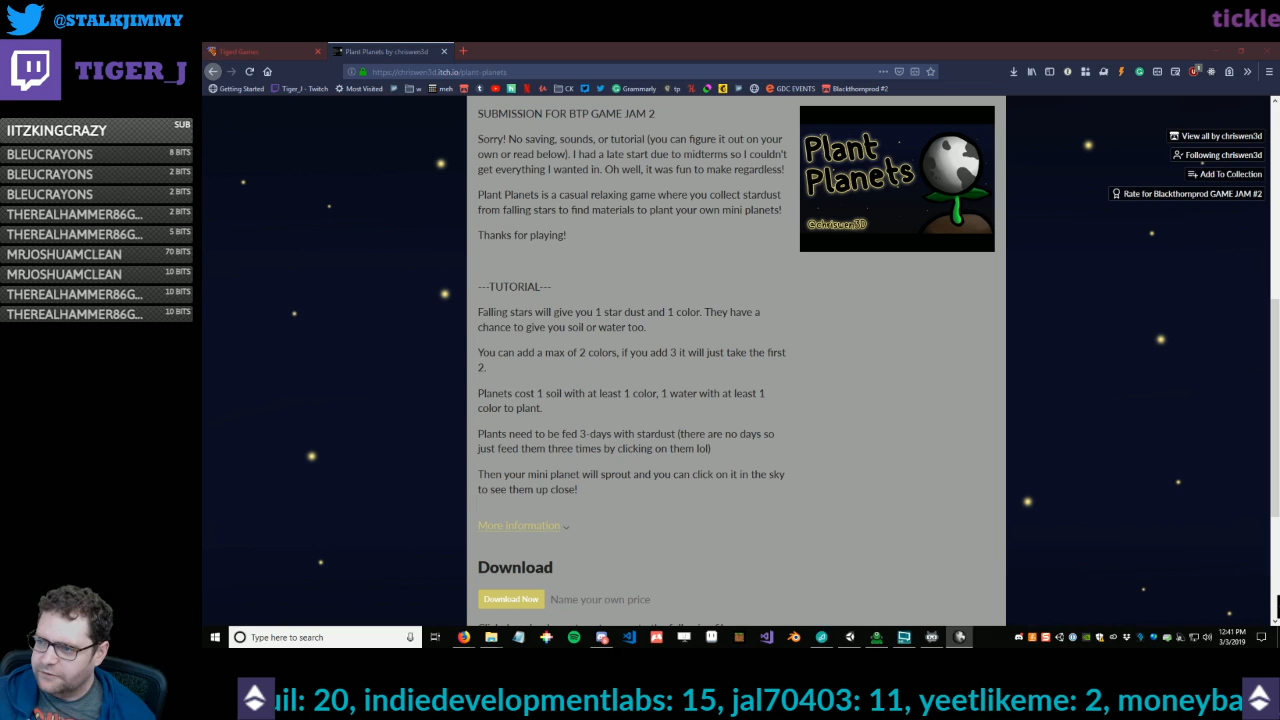 @STALKJIMMY
tickle
TIGER_J
TigerJ Games
Plant Planets by chriswen3d
https://chriswen3d.itch.io/plant-planets
Getting Started
Tiger_J - Twitch
Most Visited
w
meh
CK
Grammarly
tp
GDC EVENTS
Blackthornprod #2
IITZKINGCRAZY SUB
BLEUCRAYONS 8 BITS
BLEUCRAYONS 2 BITS
BLEUCRAYONS 2 BITS
THEREALHAMMER86G... 2 BITS
THEREALHAMMER86G... 5 BITS
MRJOSHUAMCLEAN 70 BITS
MRJOSHUAMCLEAN 10 BITS
THEREALHAMMER86G... 10 BITS
THEREALHAMMER86G... 10 BITS
SUBMISSION FOR BTP GAME JAM 2
Sorry! No saving, sounds, or tutorial (you can figure it out on your
own or read below). I had a late start due to midterms so I couldn't
get everything I wanted in. Oh well, it was fun to make regardless!
Plant Planets is a casual relaxing game where you collect stardust
from falling stars to find materials to plant your own mini planets!
Thanks for playing!
---TUTORIAL---
Falling stars will give you 1 star dust and 1 color. They have a
chance to give you soil or water too.
You can add a max of 2 colors, if you add 3 it will just take the first
2.
Planets cost 1 soil with at least 1 color, 1 water with at least 1
color to plant.
Plants need to be fed 3-days with stardust (there are no days so
just feed them three times by clicking on them lol)
Then your mini planet will sprout and you can click on it in the sky
to see them up close!
More information
Download
Download Now
Name your own price
Plant
Planets
@chriswen3D
View all by chriswen3d
Following chriswen3d
Add To Collection
Rate for Blackthornprod GAME JAM #2
Type here to search
12:41 PM
3/3/2019
uil: 20, indiedevelopmentlabs: 15, jal70403: 11, yeetlikeme: 2, moneyba